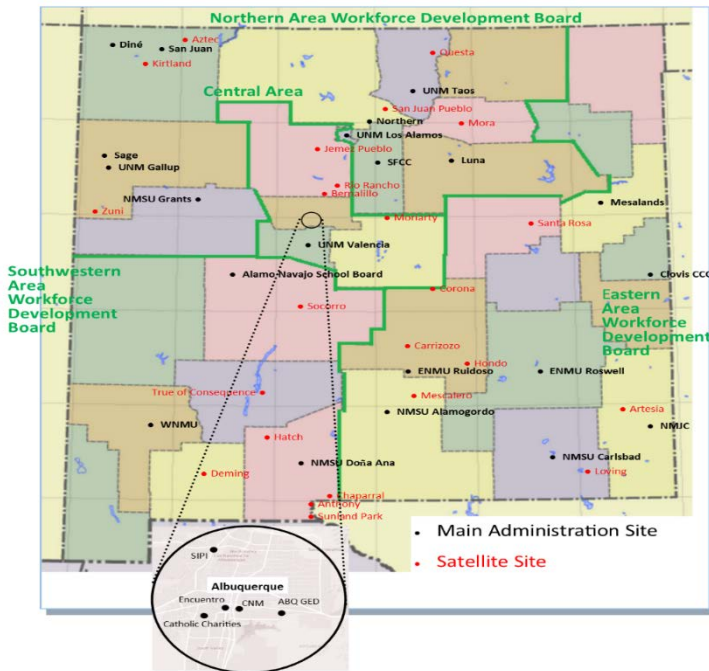 Northern Area Workforce Development Board
Aztec
Diné
San Juan
Kirtland
Questa
UNM Taos
Central Area
San Juan Pueblo
Northern
Mora
UNM Los Alamos
Jemez Pueblo
Sage
SFCC
Luna
UNM Gallup
Rio Rancho
Bernalillo
NMSU Grants
Mesalands
Zuni
Moriarty
Santa Rosa
UNM Valencia
Southwestern
Area
Workforce
Development
Board
Alamo-Navajo School Board
Clovis CCC
Corona
Eastern
Area
Workforce
Development
Board
Socorro
Carrizozo
Hondo
ENMU Ruidoso
ENMU Roswell
True of Consequence
Mescalero
NMSU Alamogordo
Artesia
WNMU
NMJC
Hatch
NMSU Doña Ana
NMSU Carlsbad
Deming
Loving
Chaparral
Anthony
Sunland Park
Main Administration Site
Satellite Site
SIPI
Albuquerque
Encuentro
CNM
ABQ GED
Catholic Charities